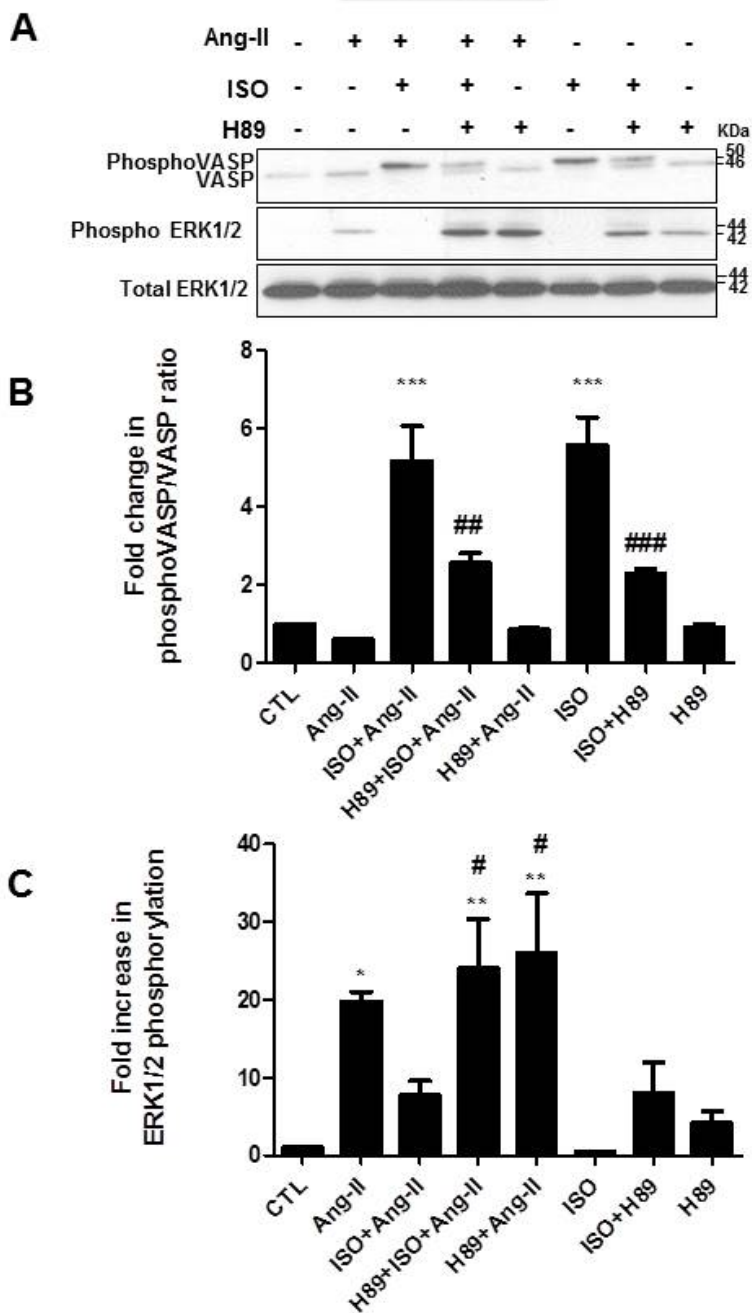 A
Ang-II - + + + + - - -
ISO - - + + - + + -
H89 - - - + + - + + KDa
PhosphoVASP 50
VASP 46
Phospho ERK1/2 44
42
Total ERK1/2 44
42
B
Fold change in
phosphoVASP/VASP ratio
8
6
4
2
0
***
##
***
###
CTL
Ang-II
ISO+Ang-II
H89+ISO+Ang-II
H89+Ang-II
ISO
ISO+H89
H89
C
Fold increase in
ERK1/2 phosphorylation
40
30
20
10
0
*
#
**
#
**
CTL
Ang-II
ISO+Ang-II
H89+ISO+Ang-II
H89+Ang-II
ISO
ISO+H89
H89